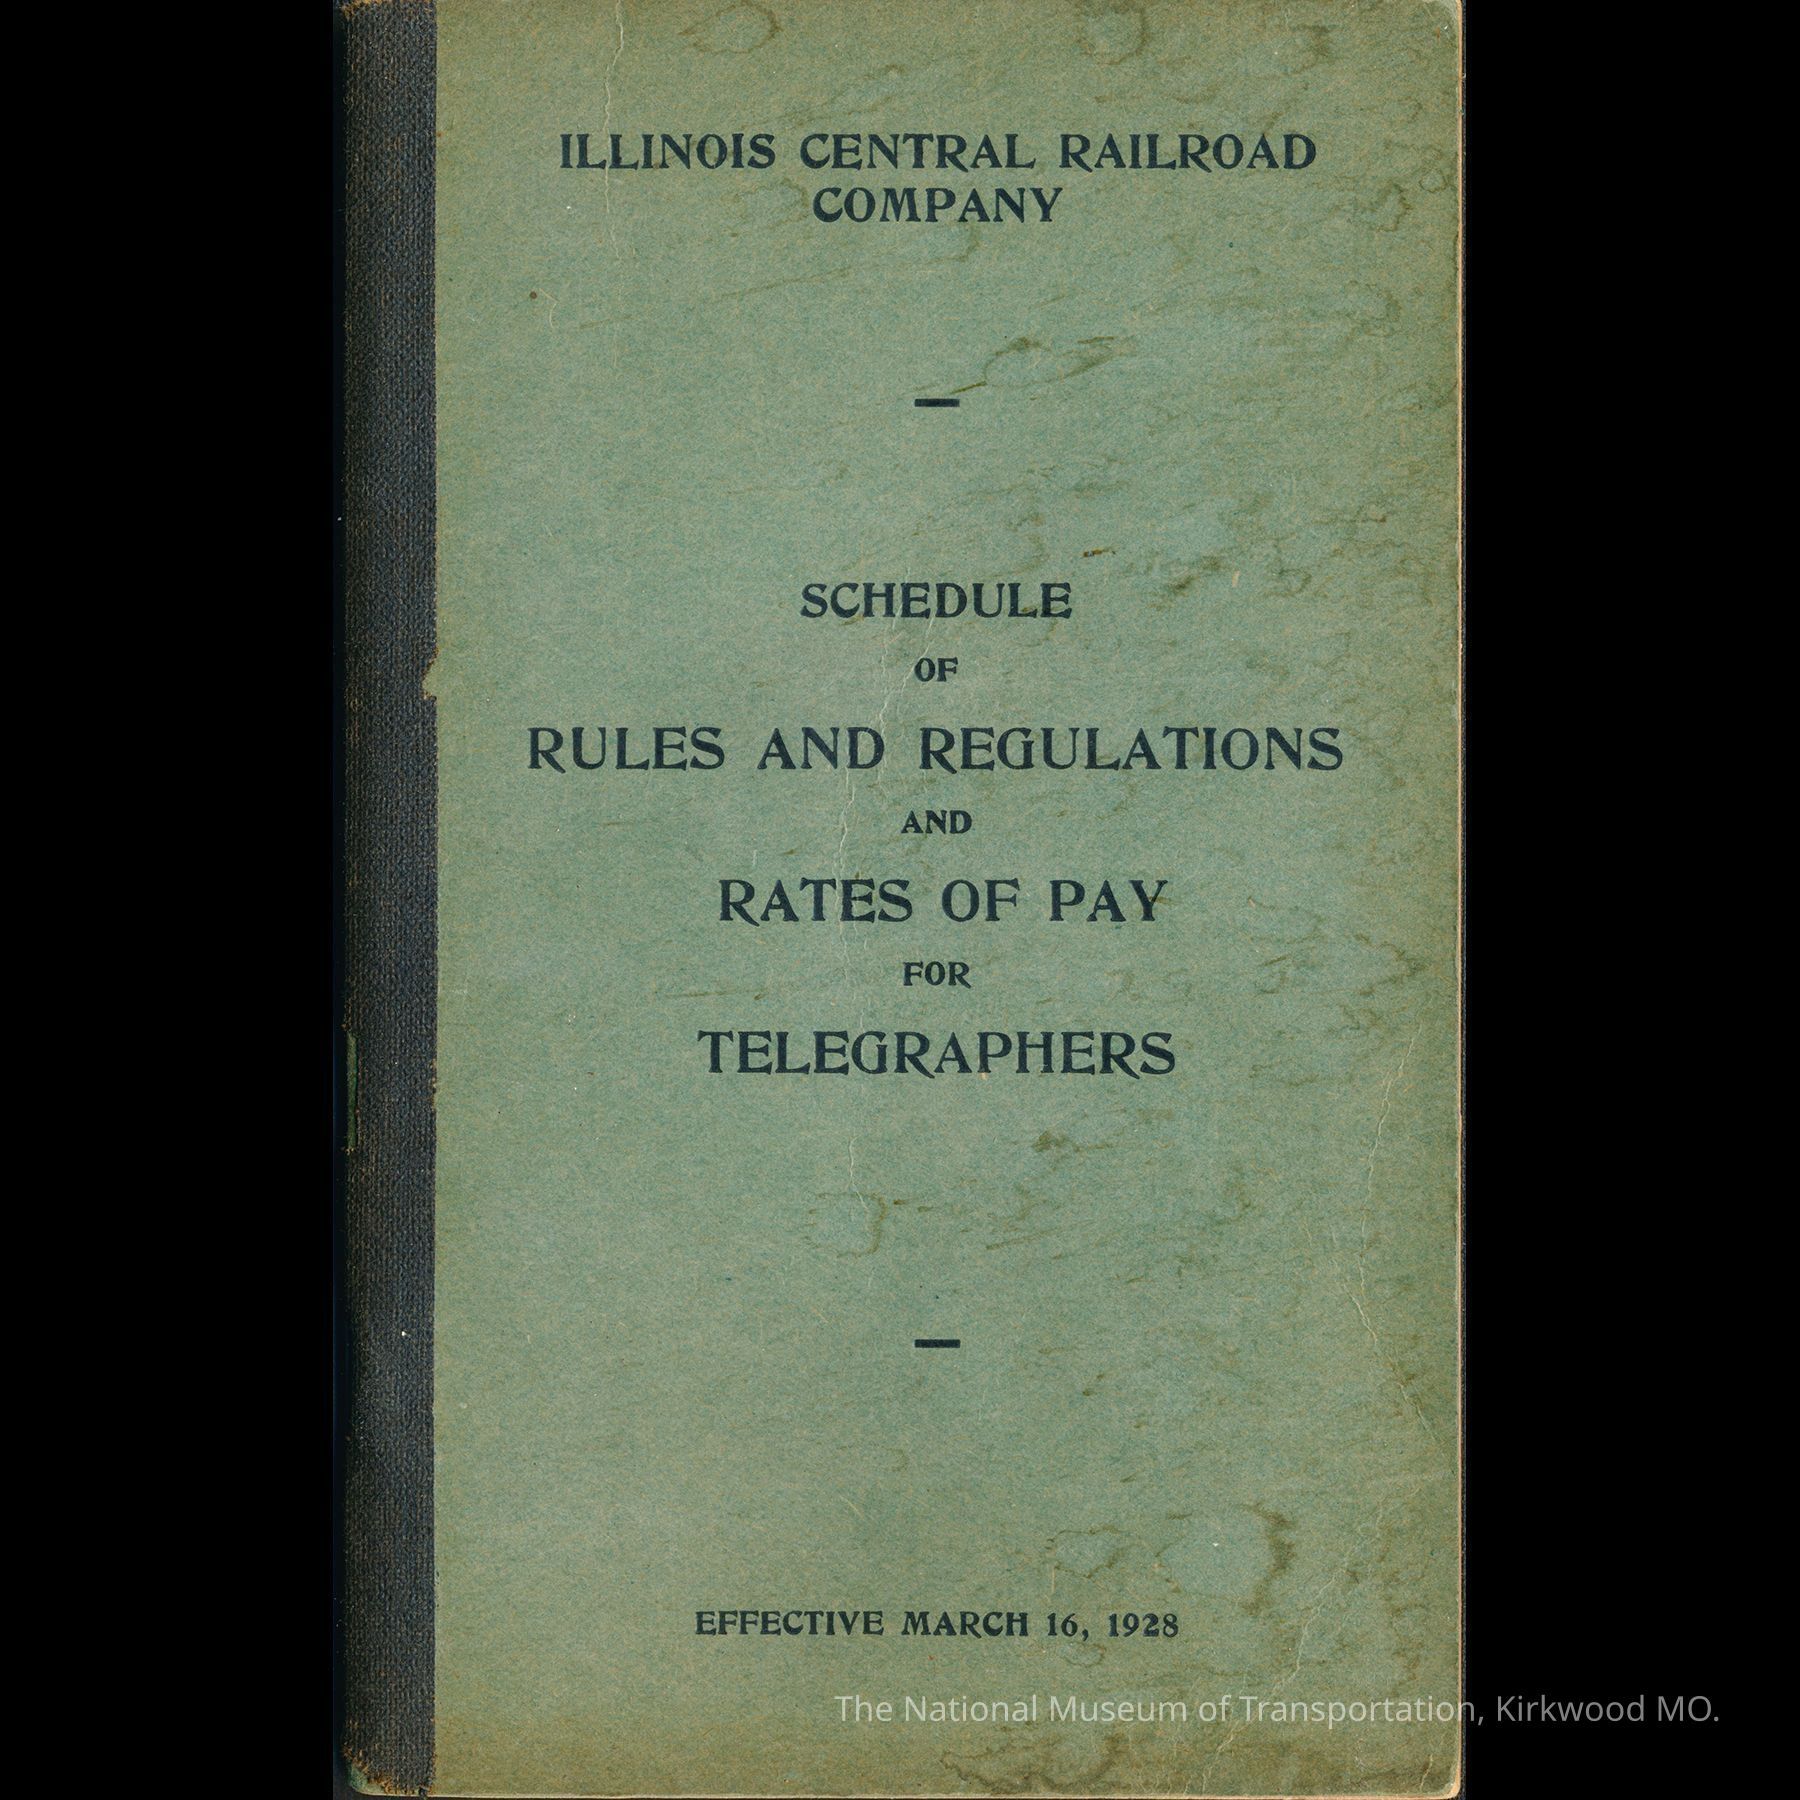 ILLINOIS CENTRAL RAILROAD
COMPANY
SCHEDULE
OF
RULES AND REGULATIONS
AND
RATES OF PAY
FOR
TELEGRAPHERS
EFFECTIVE MARCH 16, 1928
The National Museum of Transportation, Kirkwood MO.